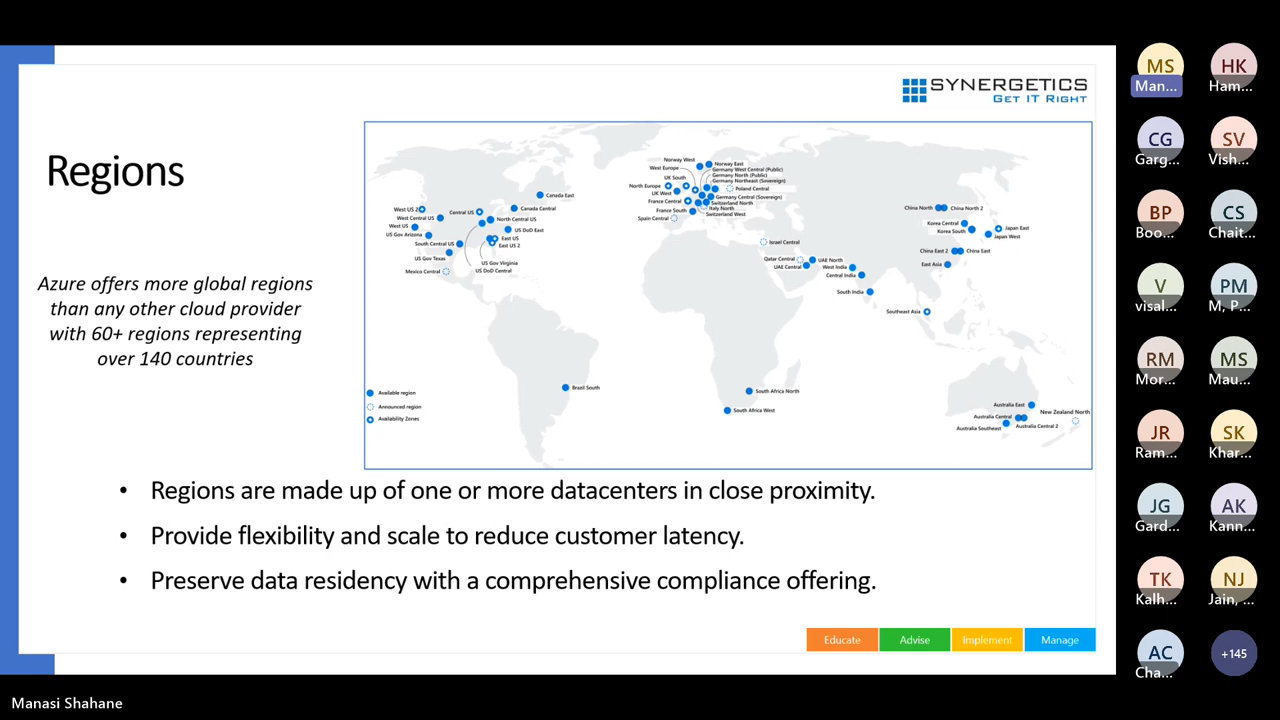 SYNERGETICS
GET IT RIGHT
Regions
Azure offers more global regions
than any other cloud provider
with 60+ regions representing
over 140 countries
West US 2
West Central US
West US
US Gov Arizona
South Central US
US Gov Texas
Mexico Central
Central US
Canada East
Canada Central
North Central US
US DoD East
East US
East US 2
US Gov Virginia
US DoD Central
Brazil South
Norway West
West Europe
UK South
North Europe
UK West
France Central
France South
Spain Central
Norway East
Germany West Central (Public)
Germany North (Public)
Germany Northeast (Sovereign)
Poland Central
Germany Central (Sovereign)
Switzerland North
Italy North
Switzerland West
Israel Central
Qatar Central
UAE Central
UAE North
West India
Central India
South India
China North
China North 2
Korea Central
Korea South
Japan East
Japan West
China East 2
China East
East Asia
Southeast Asia
South Africa North
South Africa West
Australia East
Australia Central
Australia Southeast
Australia Central 2
New Zealand North
Available region
Announced region
Availability Zones
• Regions are made up of one or more datacenters in close proximity.
• Provide flexibility and scale to reduce customer latency.
• Preserve data residency with a comprehensive compliance offering.
Educate
Advise
Implement
Manage
MS
Man...
HK
Ham...
CG
Garg...
SV
Vish...
BP
Boo...
CS
Chait...
V
visal...
PM
M, P...
RM
Mor...
MS
Mau...
JR
Ram...
SK
Khar...
JG
Gard...
AK
Kann...
TK
Kalh...
NJ
Jain, ...
AC
Cha...
+145
Manasi Shahane